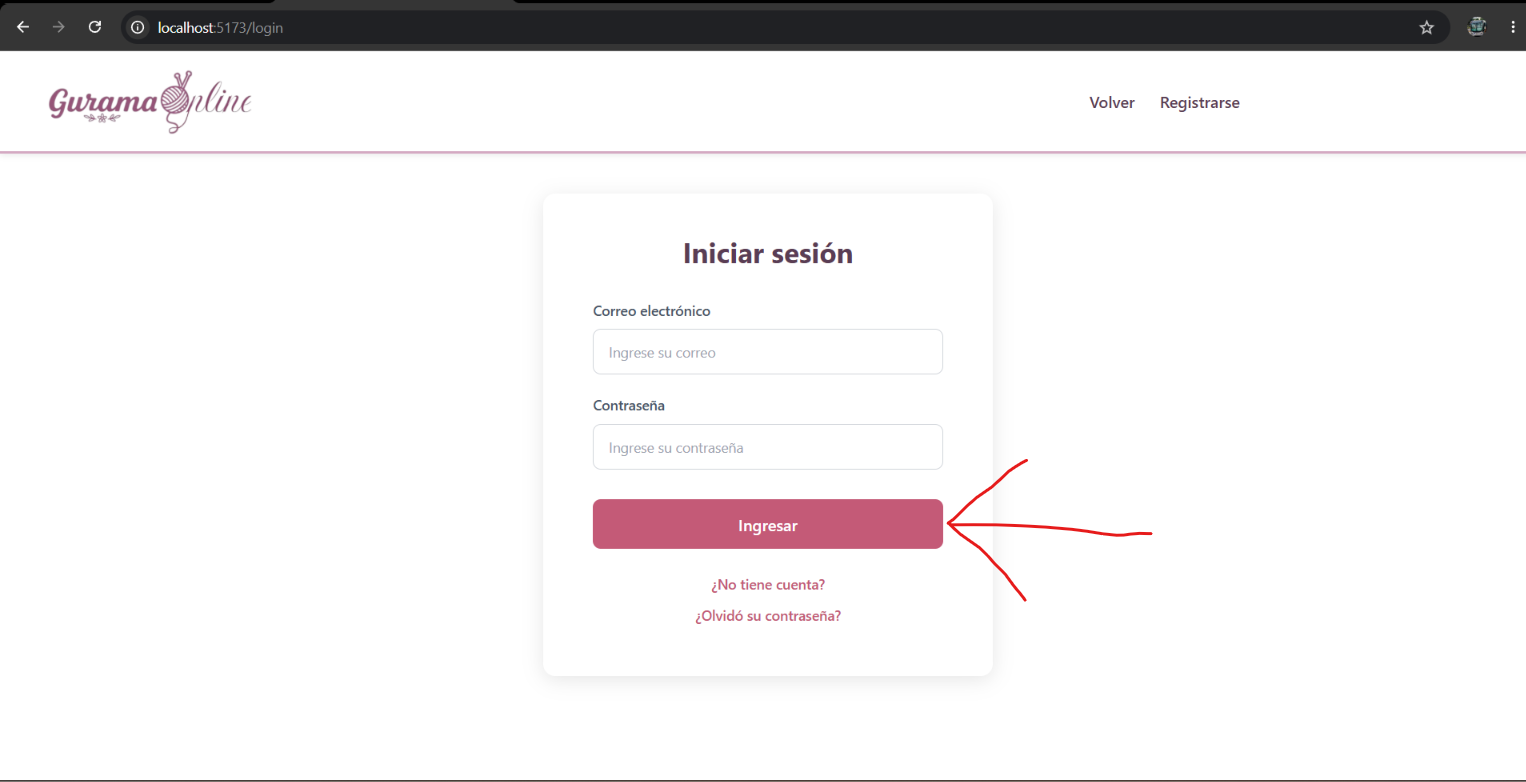 localhost:5173/login
Gurama Online
Volver Registrarse
Iniciar sesión
Correo electrónico
Ingrese su correo
Contraseña
Ingrese su contraseña
Ingresar
¿No tiene cuenta?
¿Olvidó su contraseña?